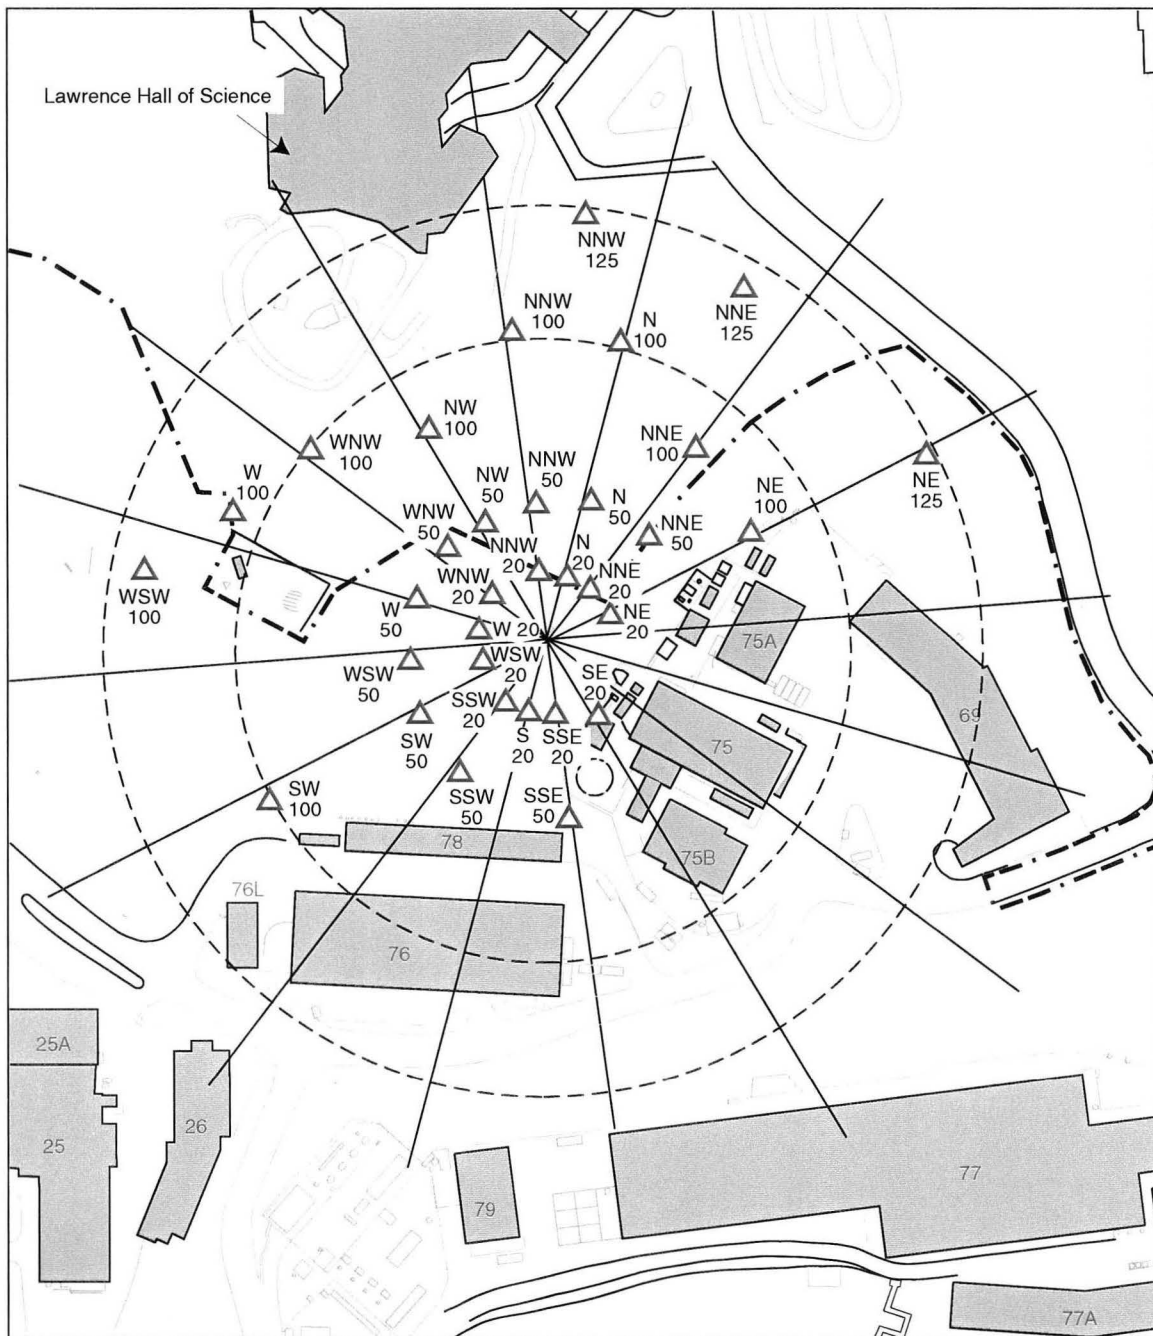 Lawrence Hall of Science
NNW
125
NNE
125
NNW
100
N
100
NW
100
WNW
100
NNE
100
NE
125
W
100
NW
50
NNW
50
N
50
NE
100
WNW
50
NNE
50
NNW
20
N
20
NNE
20
WSW
100
WNW
20
NE
20
W
50
W 20
75A
WSW
50
WSW
20
SE
20
SSW
20
S
20
SSE
20
SW
50
75
69
SW
100
SSW
50
SSE
50
78
75B
76L
76
25A
26
25
79
77
77A